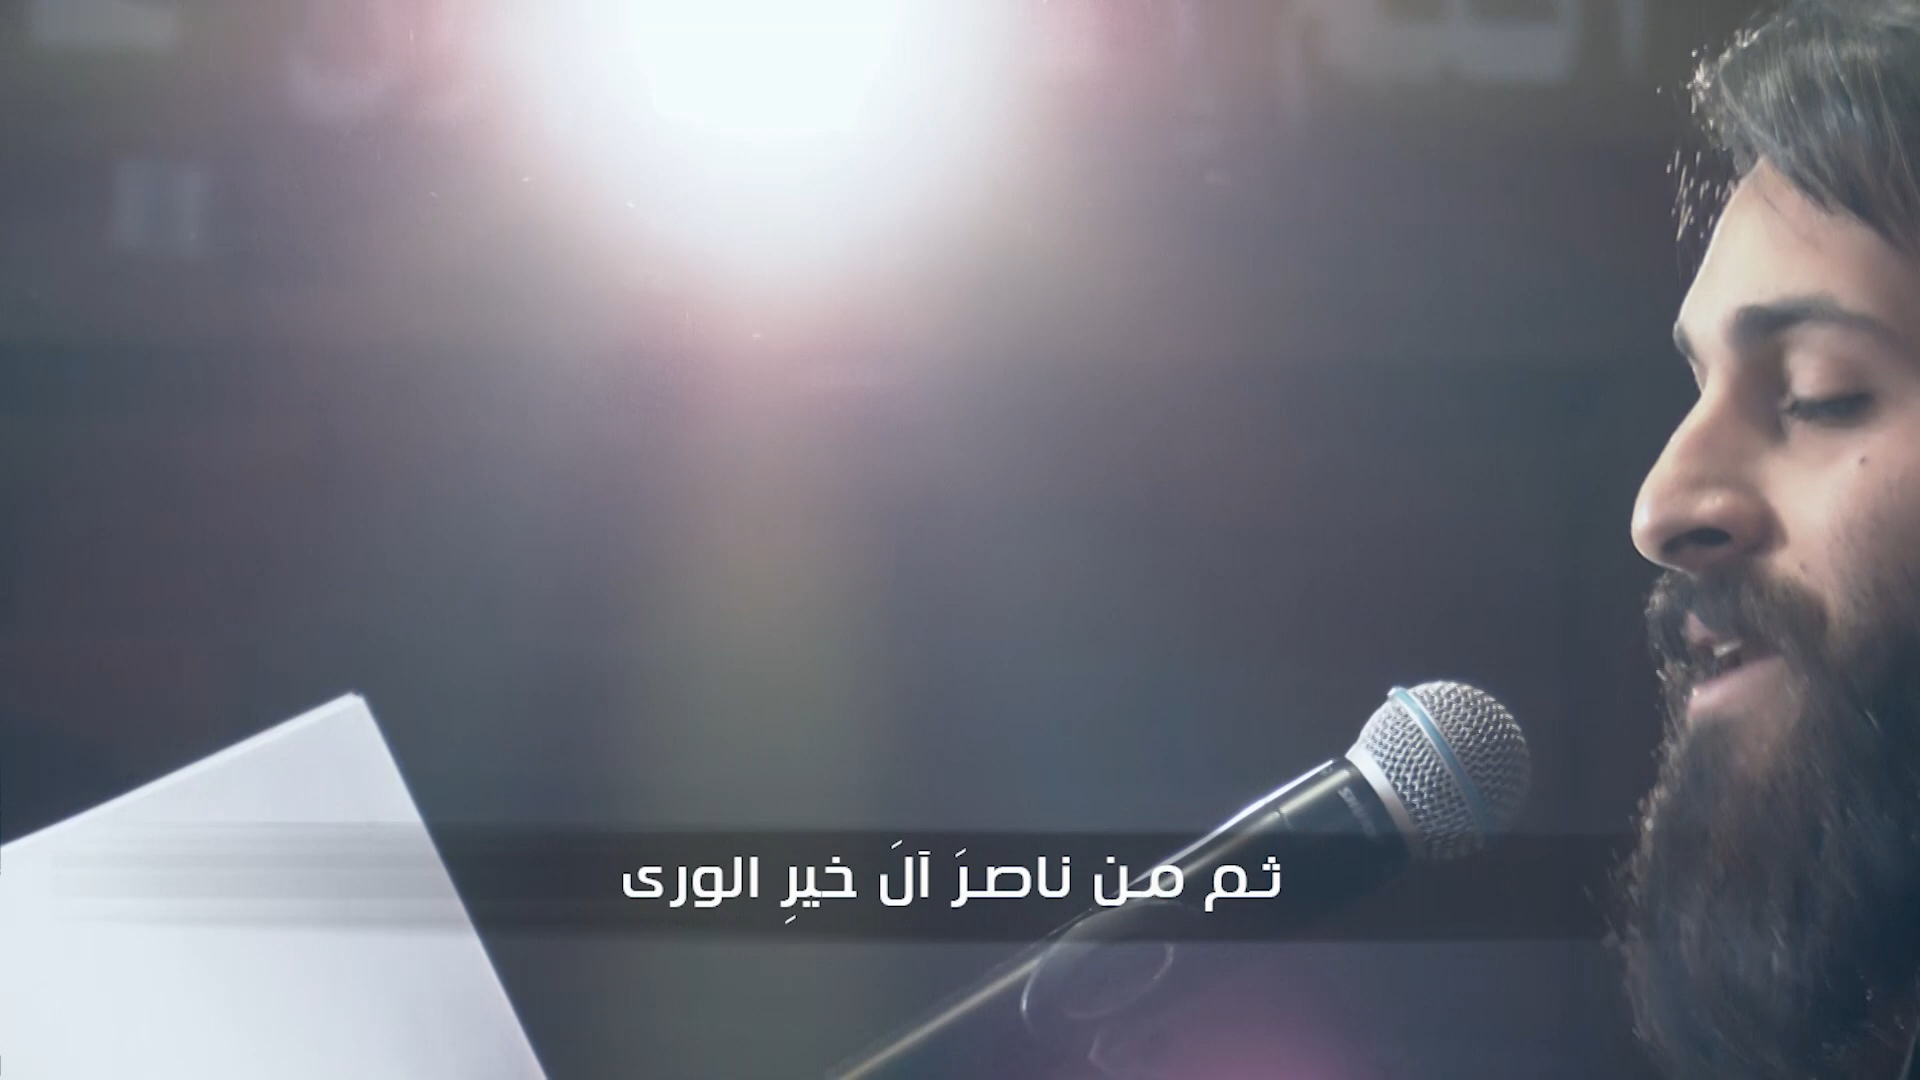 ثم من ناصرَ آلَ خيرِ الورى